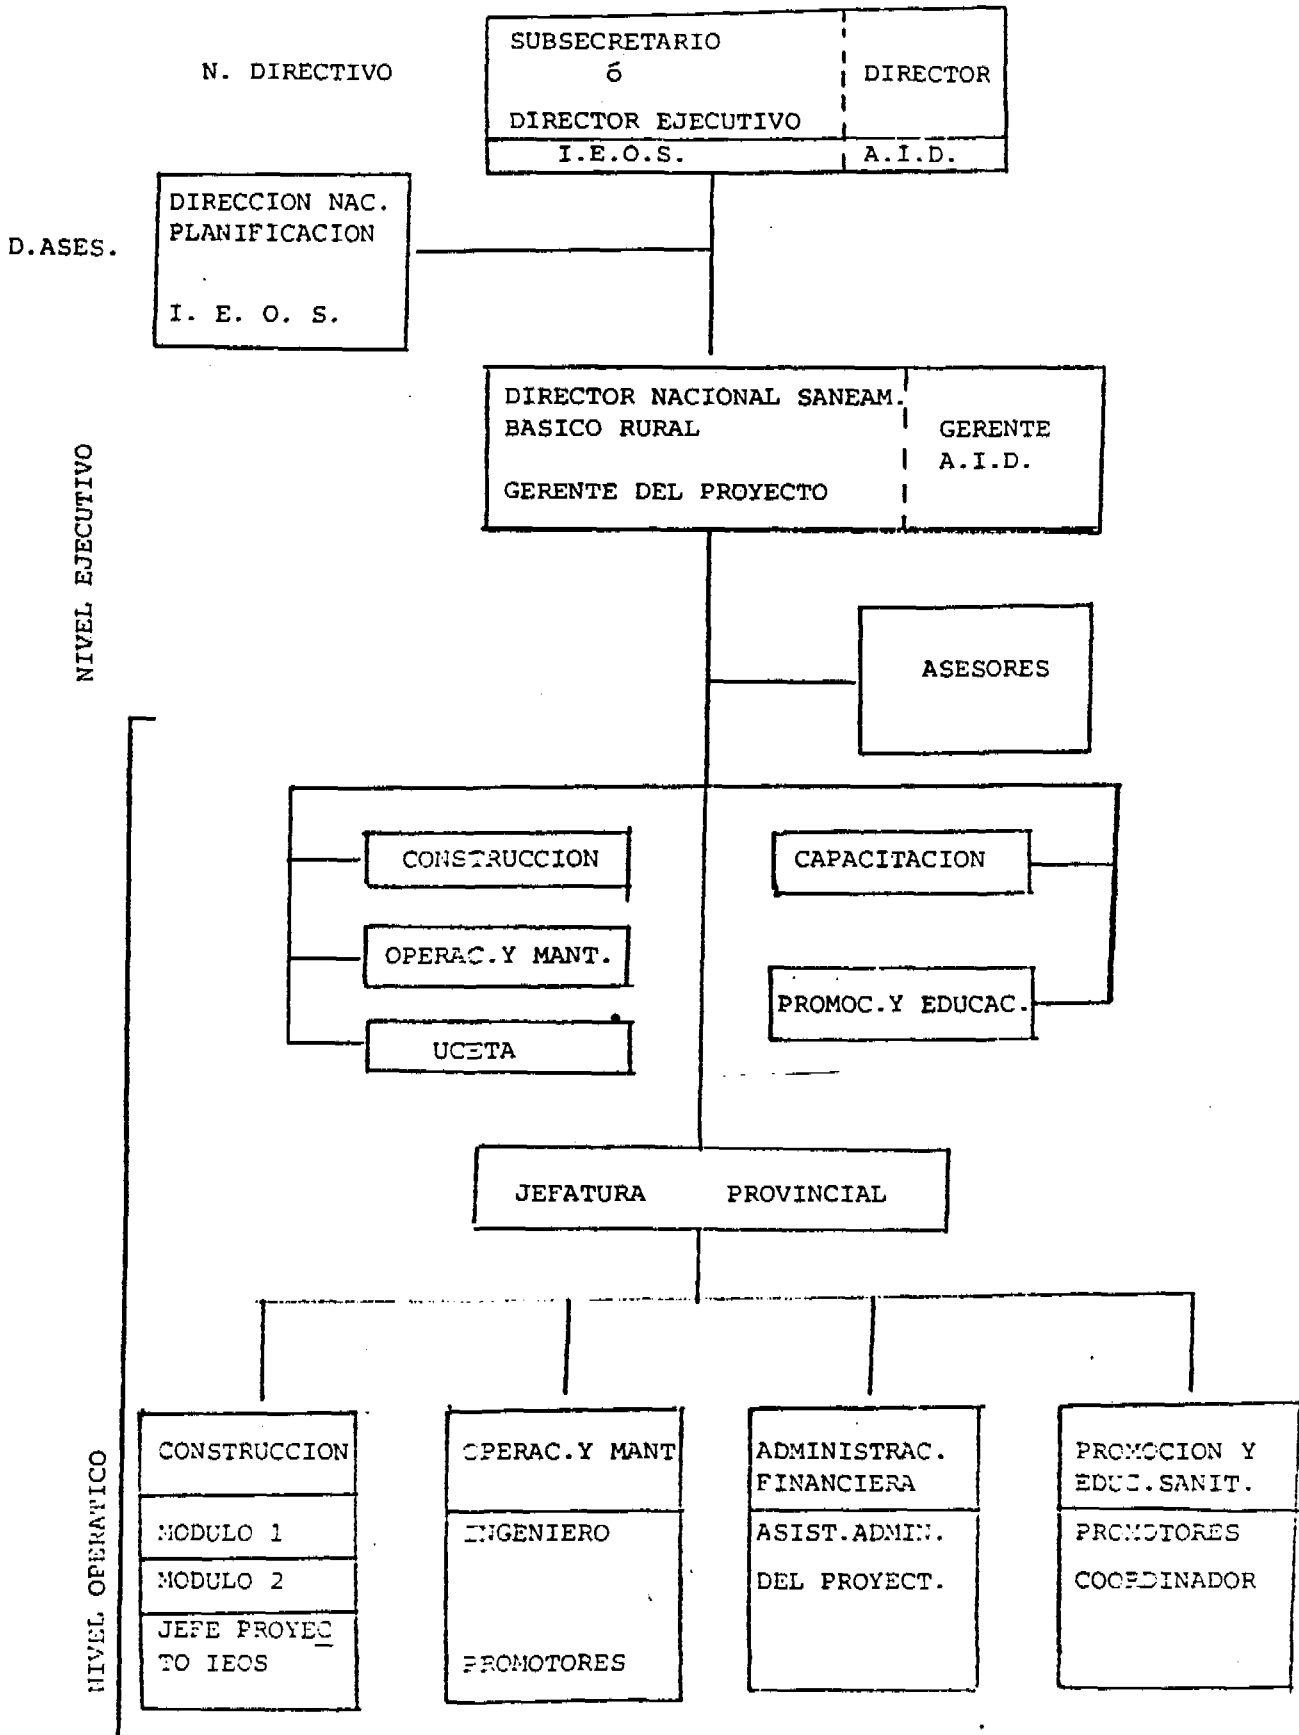 SUBSECRETARIO
ó
DIRECTOR EJECUTIVO
DIRECTOR
I.E.O.S.
A.I.D.
N. DIRECTIVO
DIRECCION NAC.
PLANIFICACION
I. E. O. S.
D.ASES.
DIRECTOR NACIONAL SANEAM.
BASICO RURAL
GERENTE DEL PROYECTO
GERENTE
A.I.D.
NIVEL EJECUTIVO
ASESORES
CONSTRUCCION
OPERAC.Y MANT.
UCETA
CAPACITACION
PROMOC.Y EDUCAC.
JEFATURA PROVINCIAL
NIVEL OPERATICO
CONSTRUCCION
MODULO 1
MODULO 2
JEFE PROYEC
TO IEOS
OPERAC.Y MANT
INGENIERO
PROMOTORES
ADMINISTRAC.
FINANCIERA
ASIST.ADMIN.
DEL PROYECT.
PROMOCION Y
EDUC.SANIT.
PROMOTORES
COORDINADOR